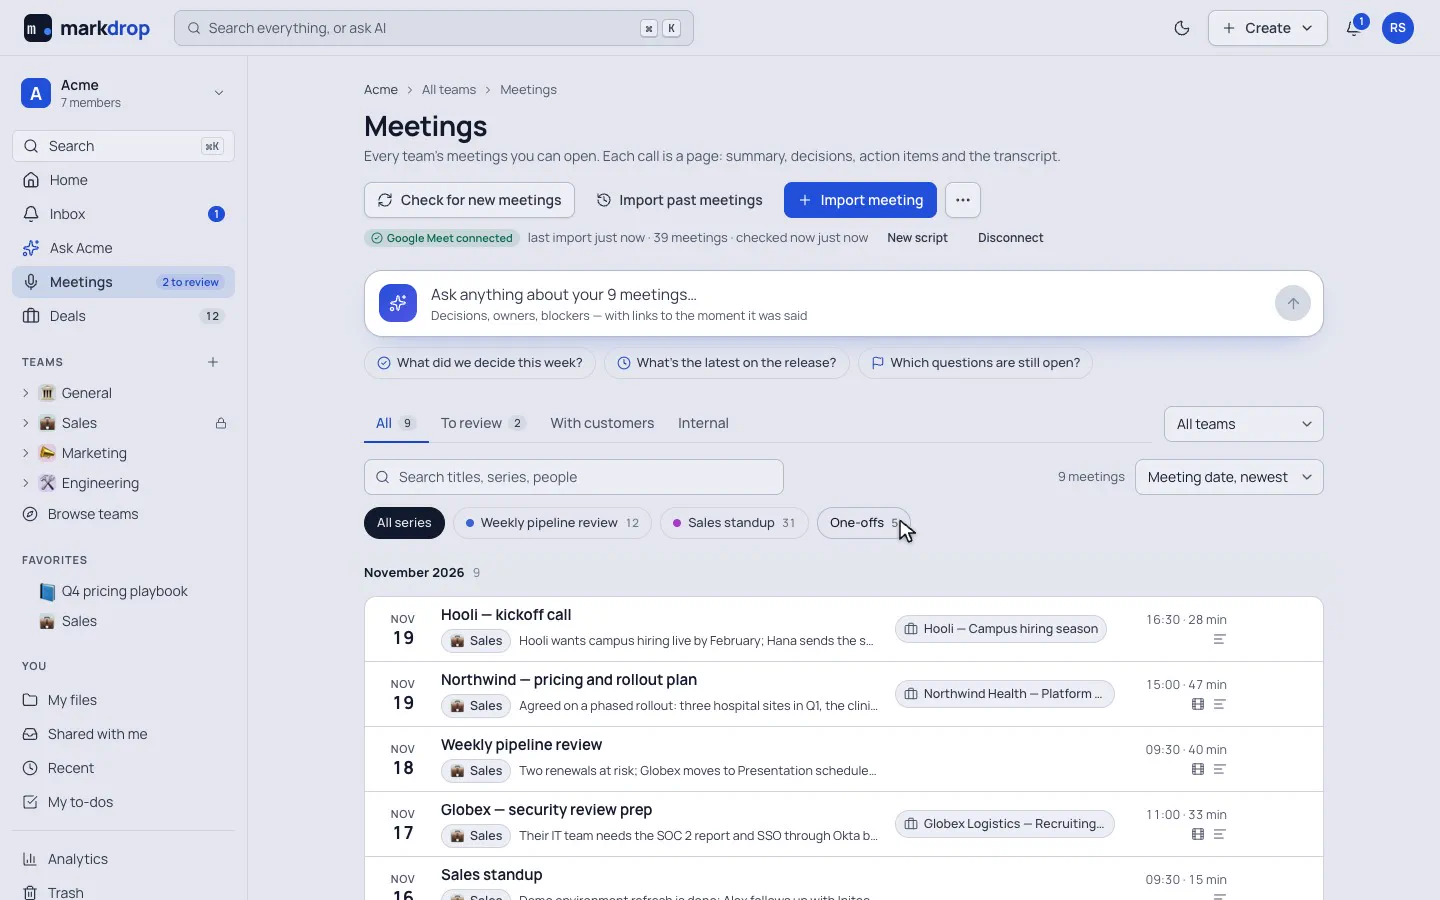 markdrop
Search everything, or ask AI
⌘ K
Create
1
RS
A
Acme
7 members
Search
⌘K
Home
Inbox
1
Ask Acme
Meetings
2 to review
Deals
12
TEAMS
General
Sales
Marketing
Engineering
Browse teams
FAVORITES
Q4 pricing playbook
Sales
YOU
My files
Shared with me
Recent
My to-dos
Analytics
Trash
Acme > All teams > Meetings
Meetings
Every team's meetings you can open. Each call is a page: summary, decisions, action items and the transcript.
Check for new meetings
Import past meetings
Import meeting
Google Meet connected
last import just now · 39 meetings · checked now just now
New script
Disconnect
Ask anything about your 9 meetings…
Decisions, owners, blockers — with links to the moment it was said
What did we decide this week?
What's the latest on the release?
Which questions are still open?
All 9
To review 2
With customers
Internal
All teams
Search titles, series, people
9 meetings
Meeting date, newest
All series
Weekly pipeline review 12
Sales standup 31
One-offs 5
November 2026 9
NOV 19
Hooli — kickoff call
Sales
Hooli wants campus hiring live by February; Hana sends the s…
Hooli — Campus hiring season
16:30 · 28 min
NOV 19
Northwind — pricing and rollout plan
Sales
Agreed on a phased rollout: three hospital sites in Q1, the clini…
Northwind Health — Platform …
15:00 · 47 min
NOV 18
Weekly pipeline review
Sales
Two renewals at risk; Globex moves to Presentation schedule…
09:30 · 40 min
NOV 17
Globex — security review prep
Sales
Their IT team needs the SOC 2 report and SSO through Okta b…
Globex Logistics — Recruiting…
11:00 · 33 min
NOV 16
Sales standup
09:30 · 15 min